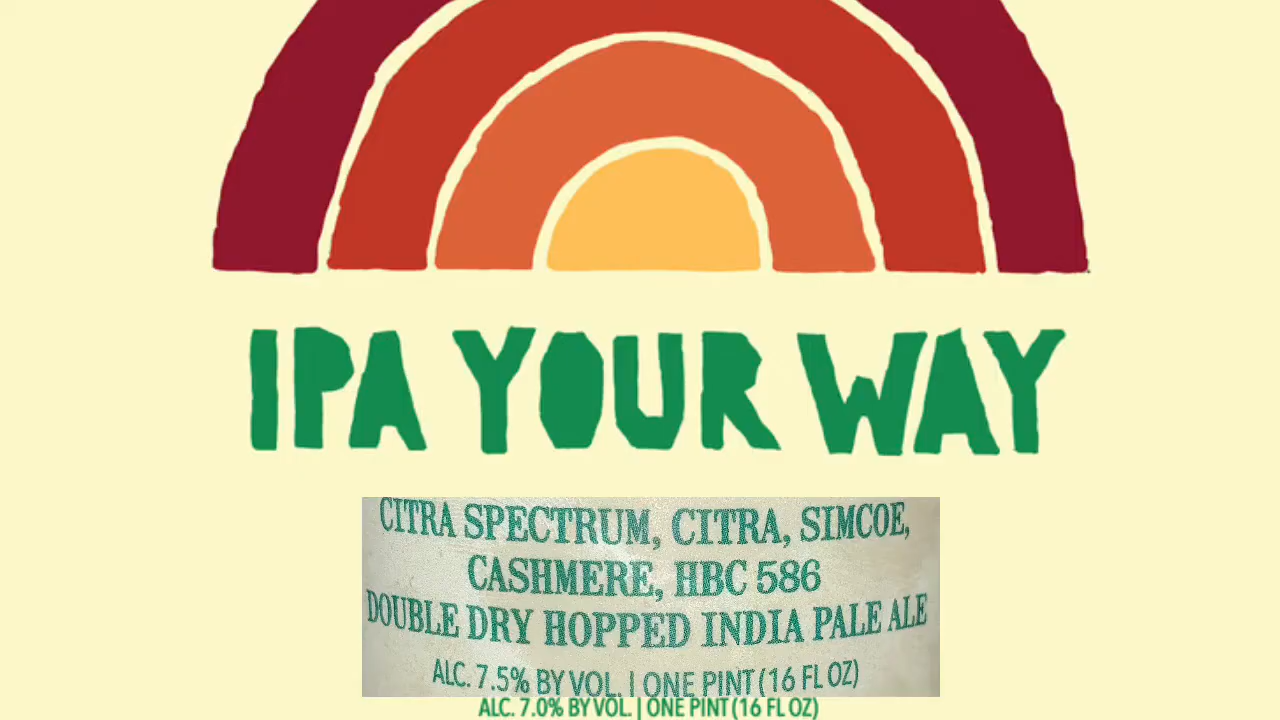 IPA YOUR WAY
CITRA SPECTRUM, CITRA, SIMCOE,
CASHMERE, HBC 586
DOUBLE DRY HOPPED INDIA PALE ALE
ALC. 7.5% BY VOL. | ONE PINT (16 FL OZ)
ALC. 7.0% BY VOL. | ONE PINT (16 FL OZ)